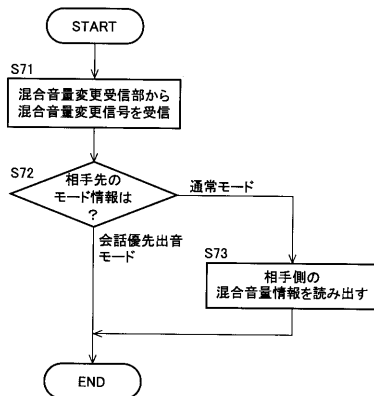 START
S71
混合音量変更受信部から
混合音量変更信号を受信
S72
相手先の
モード情報は
?
通常モード
会話優先出音
モード
S73
相手側の
混合音量情報を読み出す
END